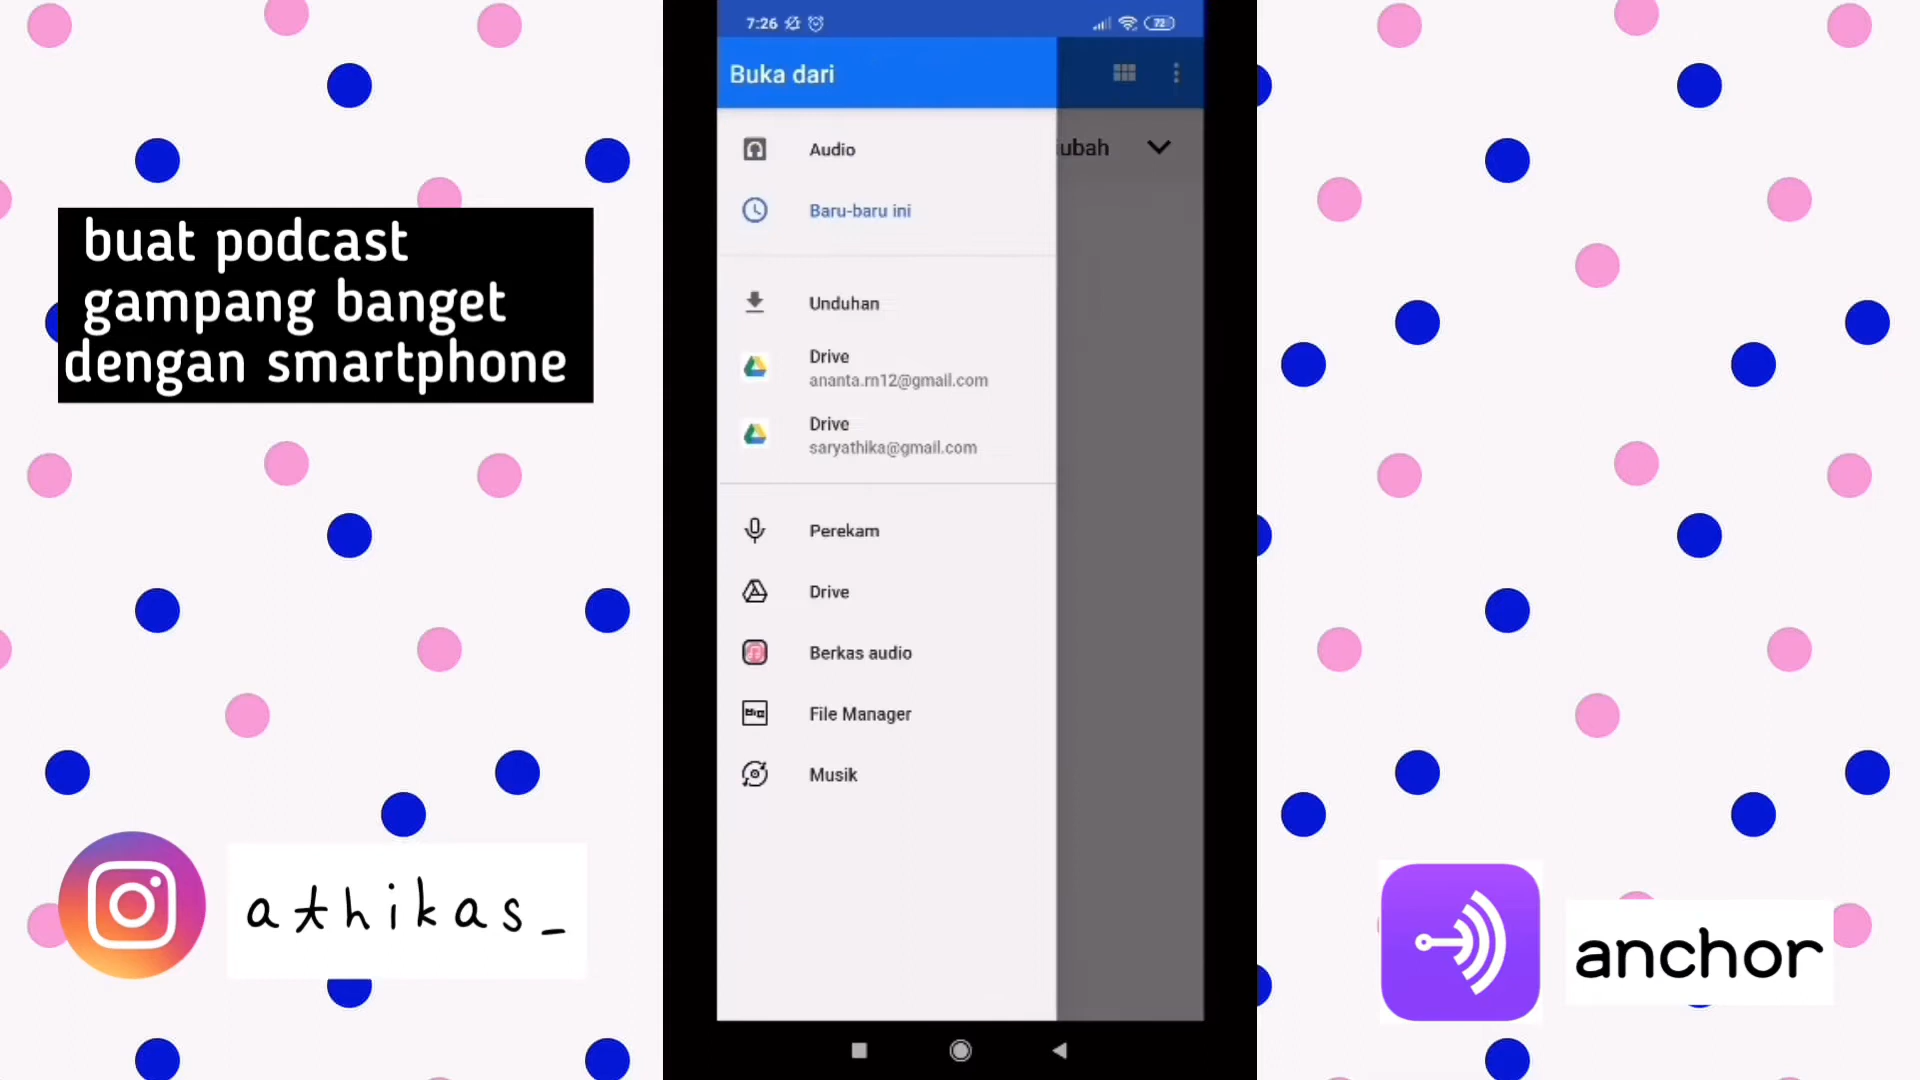 buat podcast
gampang banget
dengan smartphone
athikas_
7:26
72
Buka dari
Audio
ubah
Baru-baru ini
Unduhan
Drive
ananta.rn12@gmail.com
Drive
saryathika@gmail.com
Perekam
Drive
Berkas audio
File Manager
Musik
anchor